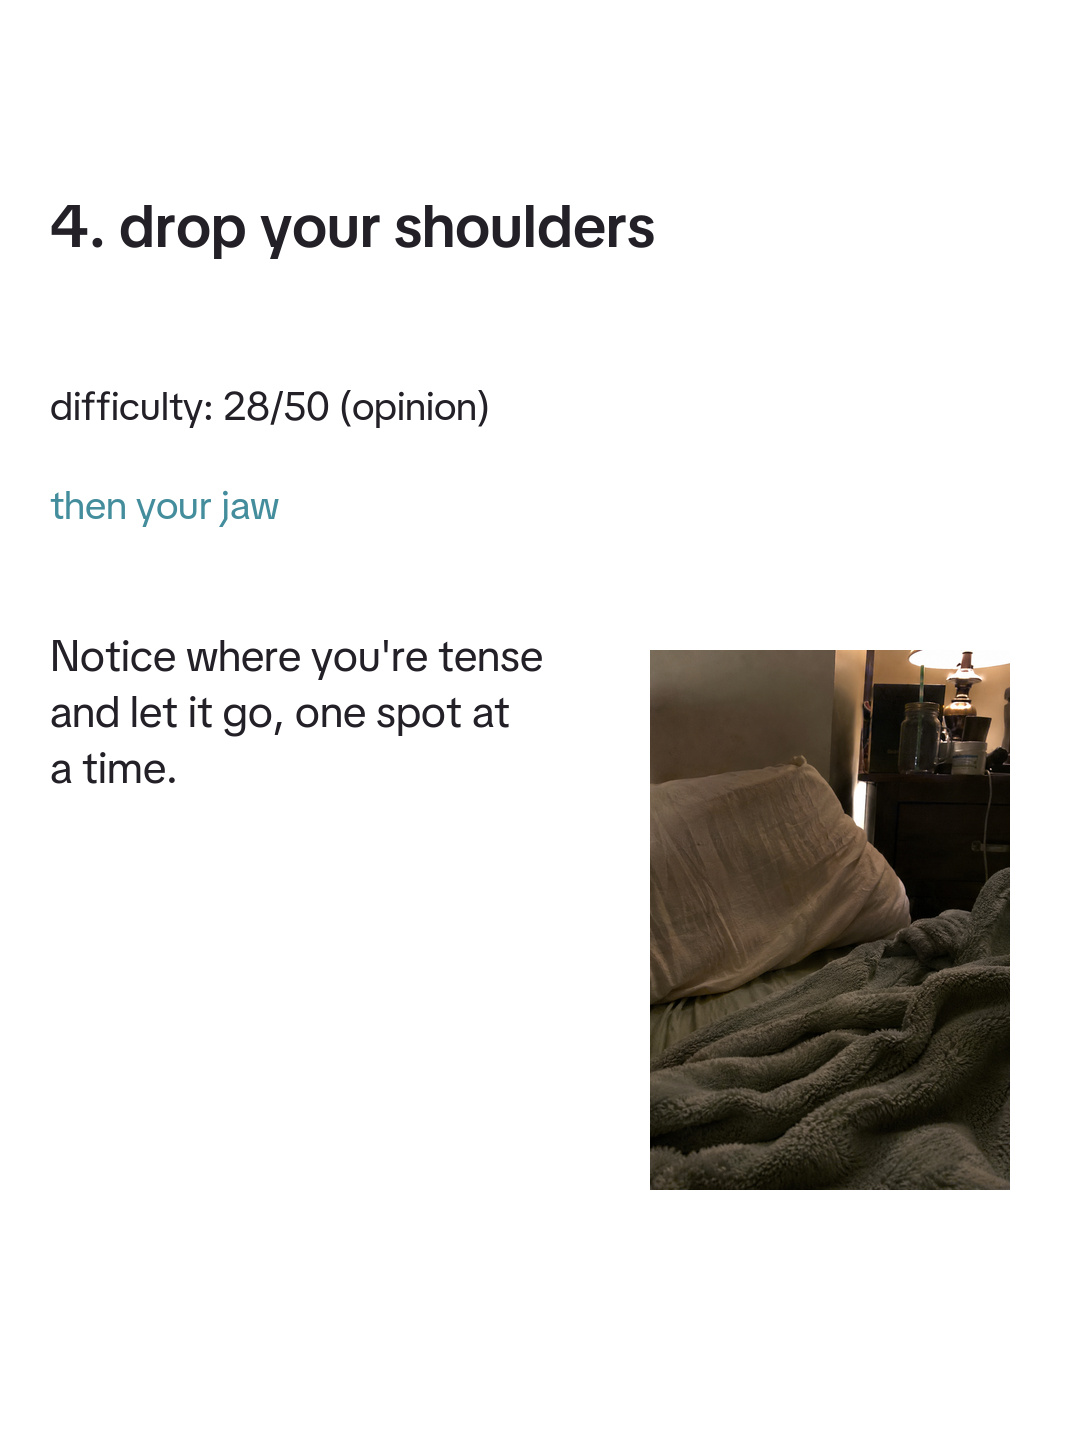 4. drop your shoulders
difficulty: 28/50 (opinion)
then your jaw
Notice where you're tense
and let it go, one spot at
a time.